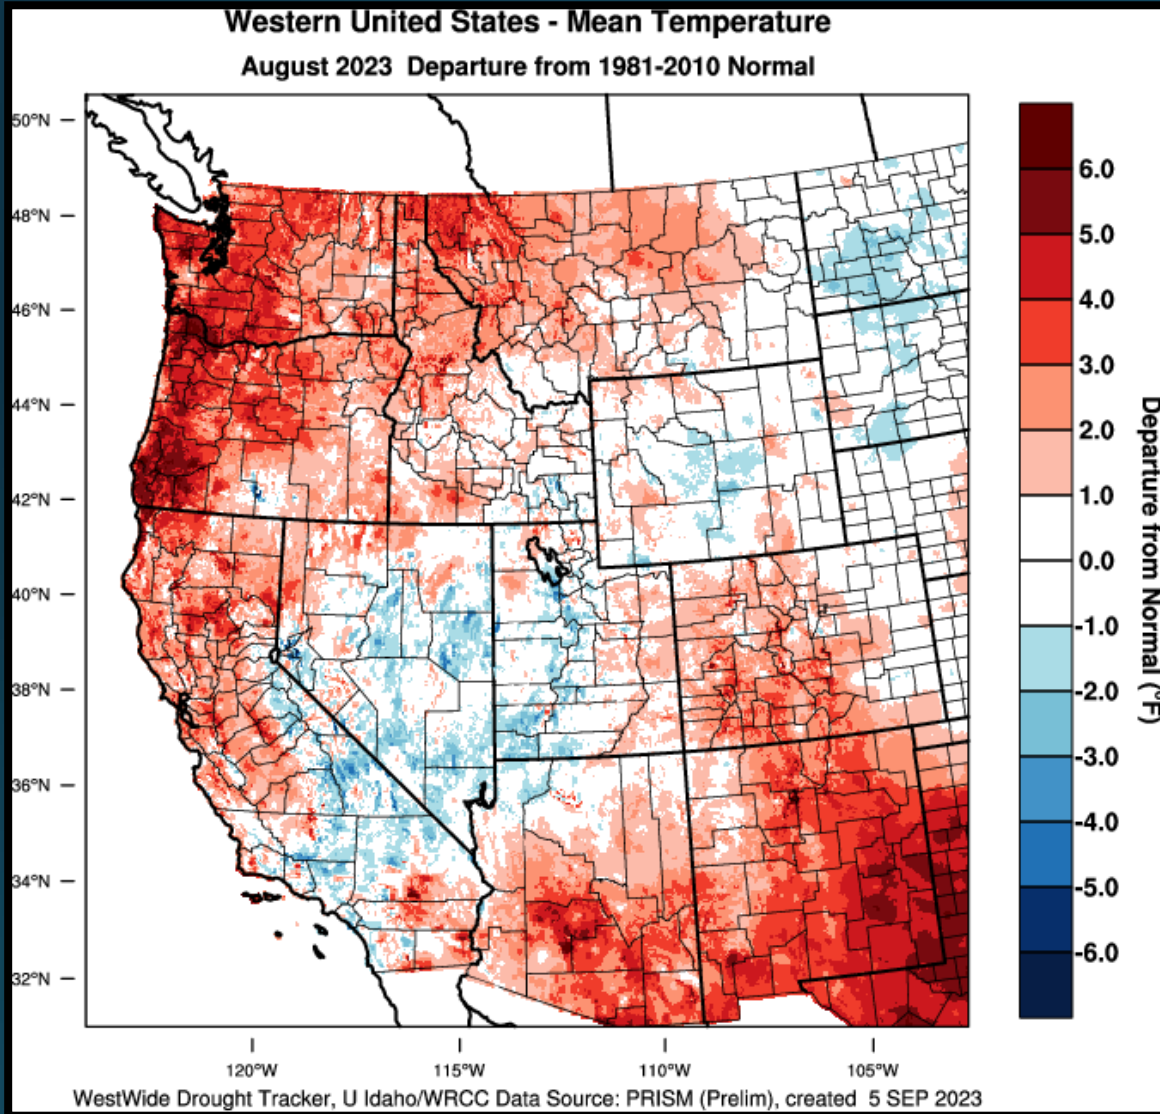 Western United States - Mean Temperature
August 2023  Departure from 1981-2010 Normal
50°N
48°N
46°N
44°N
42°N
40°N
38°N
36°N
34°N
32°N
120°W
115°W
110°W
105°W
6.0
5.0
4.0
3.0
2.0
1.0
0.0
-1.0
-2.0
-3.0
-4.0
-5.0
-6.0
Departure from Normal (°F)
WestWide Drought Tracker, U Idaho/WRCC Data Source: PRISM (Prelim), created  5 SEP 2023